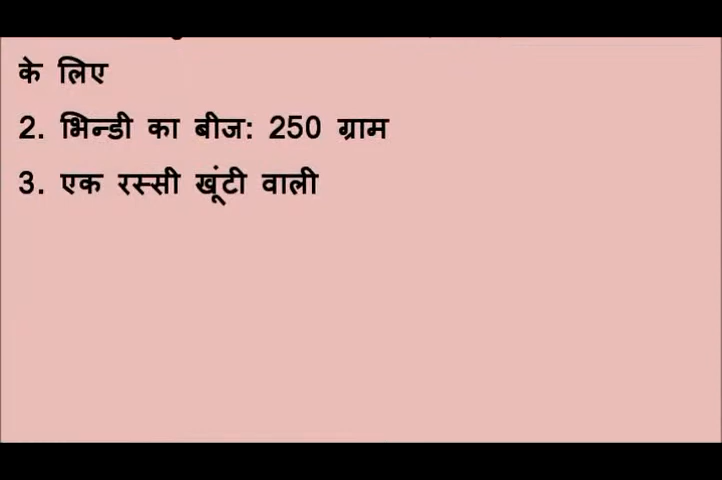 के लिए
2. भिन्डी का बीज: 250 ग्राम
3. एक रस्सी खूंटी वाली